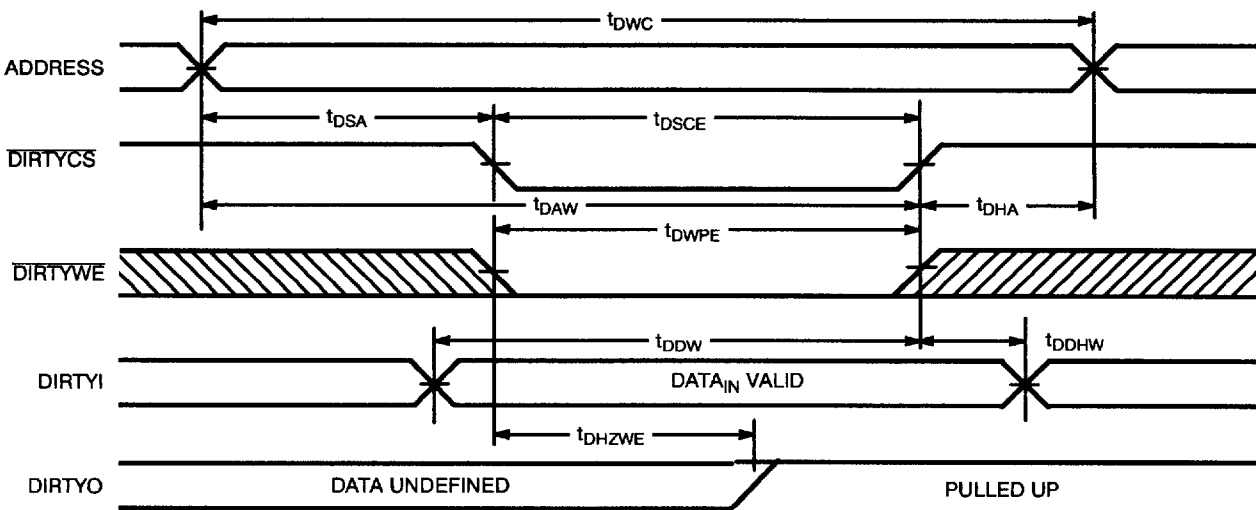 tDWC
ADDRESS
tDSA
tDSCE
DIRTYCS
tDAW
tDHA
tDWPE
DIRTYWE
tDDW
tDDHW
DIRTYI
DATAIN VALID
tDHZWE
DIRTYO
DATA UNDEFINED
PULLED UP